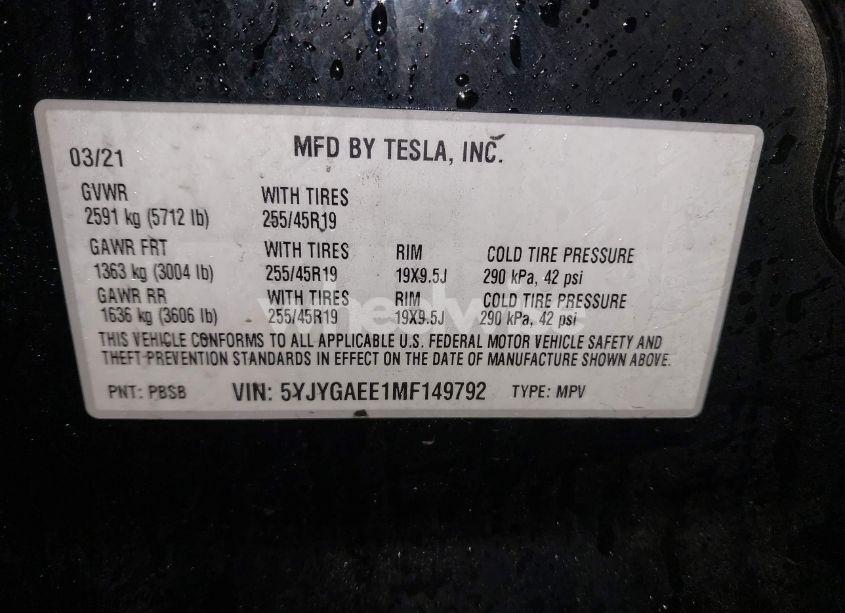 03/21 MFD BY TESLA, INC.
GVWR WITH TIRES
2591 kg (5712 lb) 255/45R19
GAWR FRT WITH TIRES RIM COLD TIRE PRESSURE
1363 kg (3004 lb) 255/45R19 19X9.5J 290 kPa, 42 psi
GAWR RR WITH TIRES RIM COLD TIRE PRESSURE
1636 kg (3606 lb) 255/45R19 19X9.5J 290 kPa, 42 psi
THIS VEHICLE CONFORMS TO ALL APPLICABLE U.S. FEDERAL MOTOR VEHICLE SAFETY AND
THEFT PREVENTION STANDARDS IN EFFECT ON THE DATE OF MANUFACTURE SHOWN ABOVE.
PNT: PBSB VIN: 5YJYGAEE1MF149792 TYPE: MPV